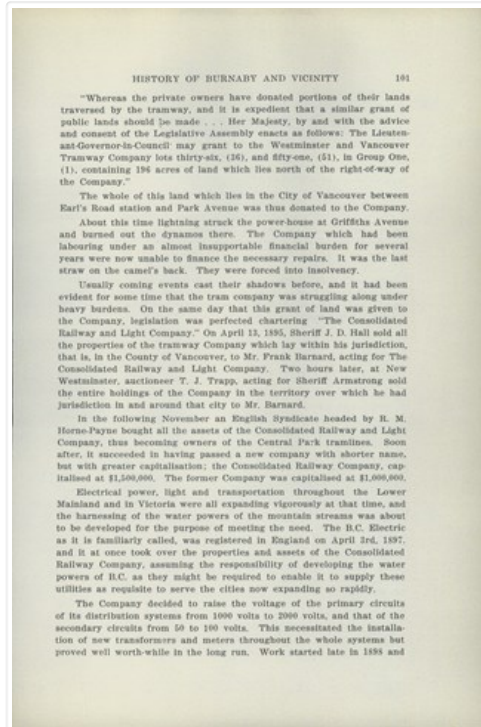 HISTORY OF BURNABY AND VICINITY 101
"Whereas the private owners have donated portions of their lands
traversed by the tramway, and it is expedient that a similar grant of
public lands should be made . . . Her Majesty, by and with the advice
and consent of the Legislative Assembly enacts as follows: The Lieuten-
ant-Governor-in-Council may grant to the Westminster and Vancouver
Tramway Company lots thirty-six, (36), and fifty-one, (51), in Group One,
(1), containing 196 acres of land which lies north of the right-of-way of
the Company."
The whole of this land which lies in the City of Vancouver between
Earl's Road station and Park Avenue was thus donated to the Company.
About this time lightning struck the power-house at Griffiths Avenue
and burned out the dynamos there. The Company which had been
labouring under an almost insupportable financial burden for several
years were now unable to finance the necessary repairs. It was the last
straw on the camel's back. They were forced into insolvency.
Usually coming events cast their shadows before, and it had been
evident for some time that the tram company was struggling along under
heavy burdens. On the same day that this grant of land was given to
the Company, legislation was perfected chartering "The Consolidated
Railway and Light Company." On April 13, 1895, Sheriff J. D. Hall sold all
the properties of the tramway Company which lay within his jurisdiction,
that is, in the County of Vancouver, to Mr. Frank Barnard, acting for The
Consolidated Railway and Light Company. Two hours later, at New
Westminster, auctioneer T. J. Trapp, acting for Sheriff Armstrong sold
the entire holdings of the Company in the territory over which he had
jurisdiction in and around that city to Mr. Barnard.
In the following November an English Syndicate headed by R. M.
Horne-Payne bought all the assets of the Consolidated Railway and Light
Company, thus becoming owners of the Central Park tramlines. Soon
after, it succeeded in having passed a new company with shorter name,
but with greater capitalisation; the Consolidated Railway Company, cap-
italised at $1,500,000. The former Company was capitalised at $1,000,000.
Electrical power, light and transportation throughout the Lower
Mainland and in Victoria were all expanding vigorously at that time, and
the harnessing of the water powers of the mountain streams was about
to be developed for the purpose of meeting the need. The B.C. Electric
as it is familiarly called, was registered in England on April 3rd, 1897,
and it at once took over the properties and assets of the Consolidated
Railway Company, assuming the responsibility of developing the water
powers of B.C. as they might be required to enable it to supply these
utilities as requisite to serve the cities now expanding so rapidly.
The Company decided to raise the voltage of the primary circuits
of its distribution systems from 1000 volts to 2000 volts, and that of the
secondary circuits from 50 to 100 volts. This necessitated the installa-
tion of new transformers and meters throughout the whole systems but
proved well worth-while in the long run. Work started late in 1898 and